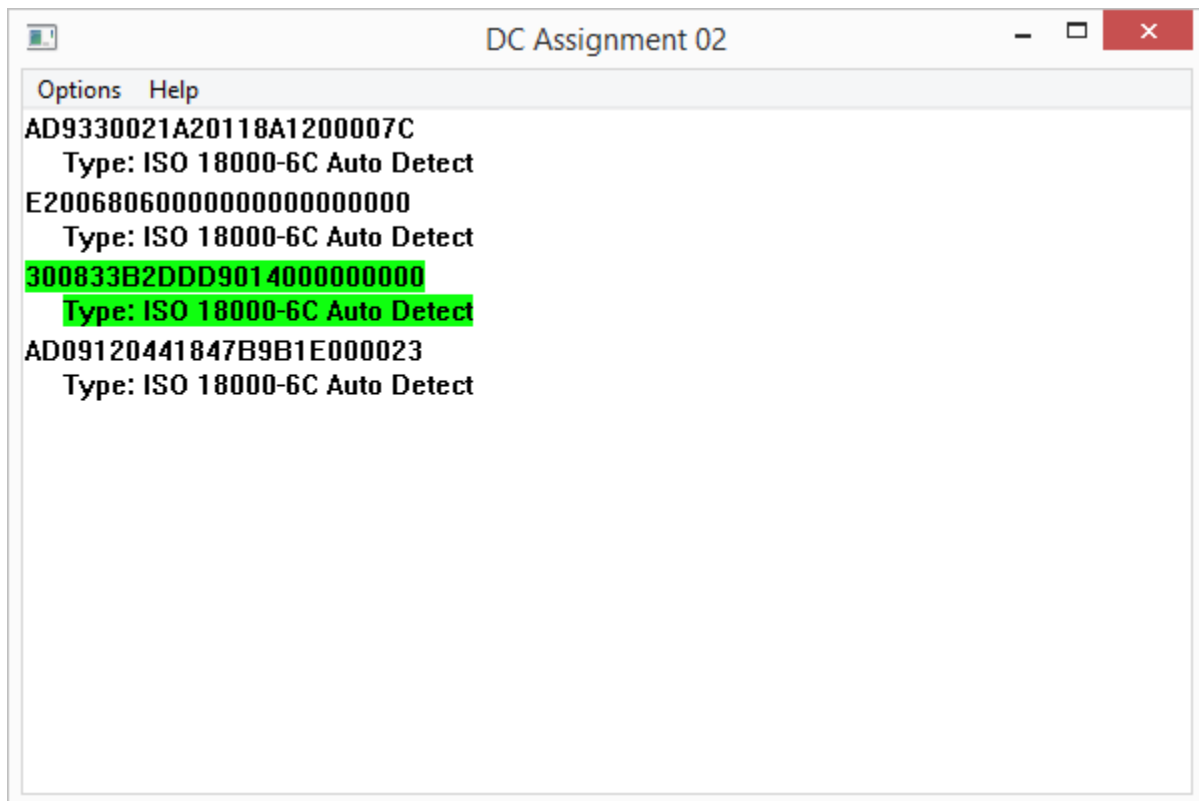 DC Assignment 02
Options Help
AD9330021A20118A1200007C
Type: ISO 18000-6C Auto Detect
E20068060000000000000000
Type: ISO 18000-6C Auto Detect
300833B2DDD9014000000000
Type: ISO 18000-6C Auto Detect
AD09120441847B9B1E000023
Type: ISO 18000-6C Auto Detect